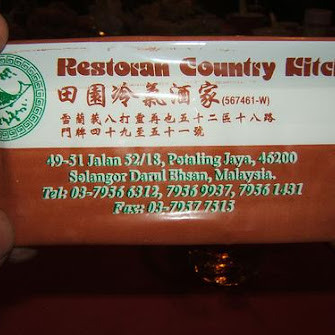 Restoran Country Kitc
田園冷氣酒家 (567461-W)
雪蘭莪八打靈再也五十二區十八路
門牌四十九至五十一號
49-51 Jalan 52/18, Petaling Jaya, 46200
Selangor Darul Ehsan, Malaysia.
Tel: 03-7956 6312, 7956 9937, 7956 1431
Fax: 03-7957 7515